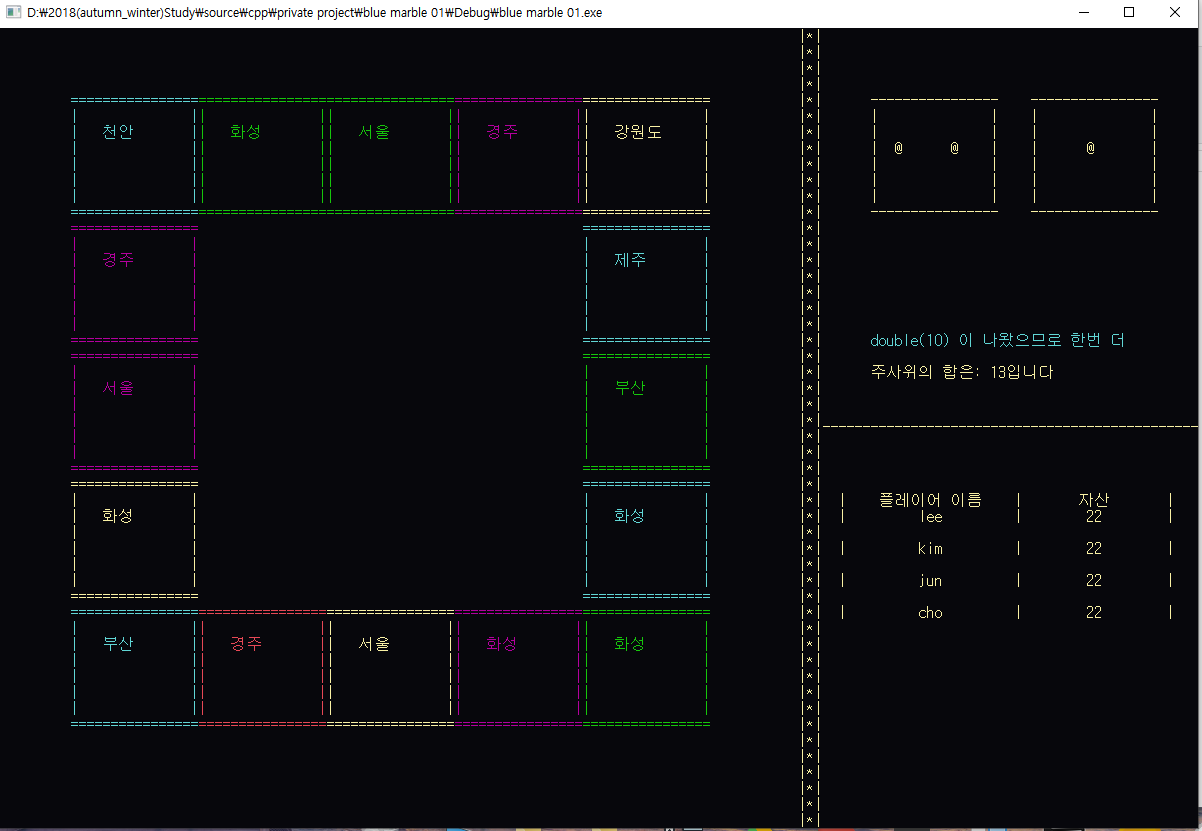 D:₩2018(autumn_winter)Study₩source₩cpp₩private project₩blue marble 01₩Debug₩blue marble 01.exe
천안 화성 서울 경주 강원도
@ @ @
경주 제주
double(10) 이 나왔으므로 한번 더
주사위의 합은: 13입니다
서울 부산
화성 화성
플레이어 이름 | 자산
lee | 22
kim | 22
jun | 22
cho | 22
부산 경주 서울 화성 화성